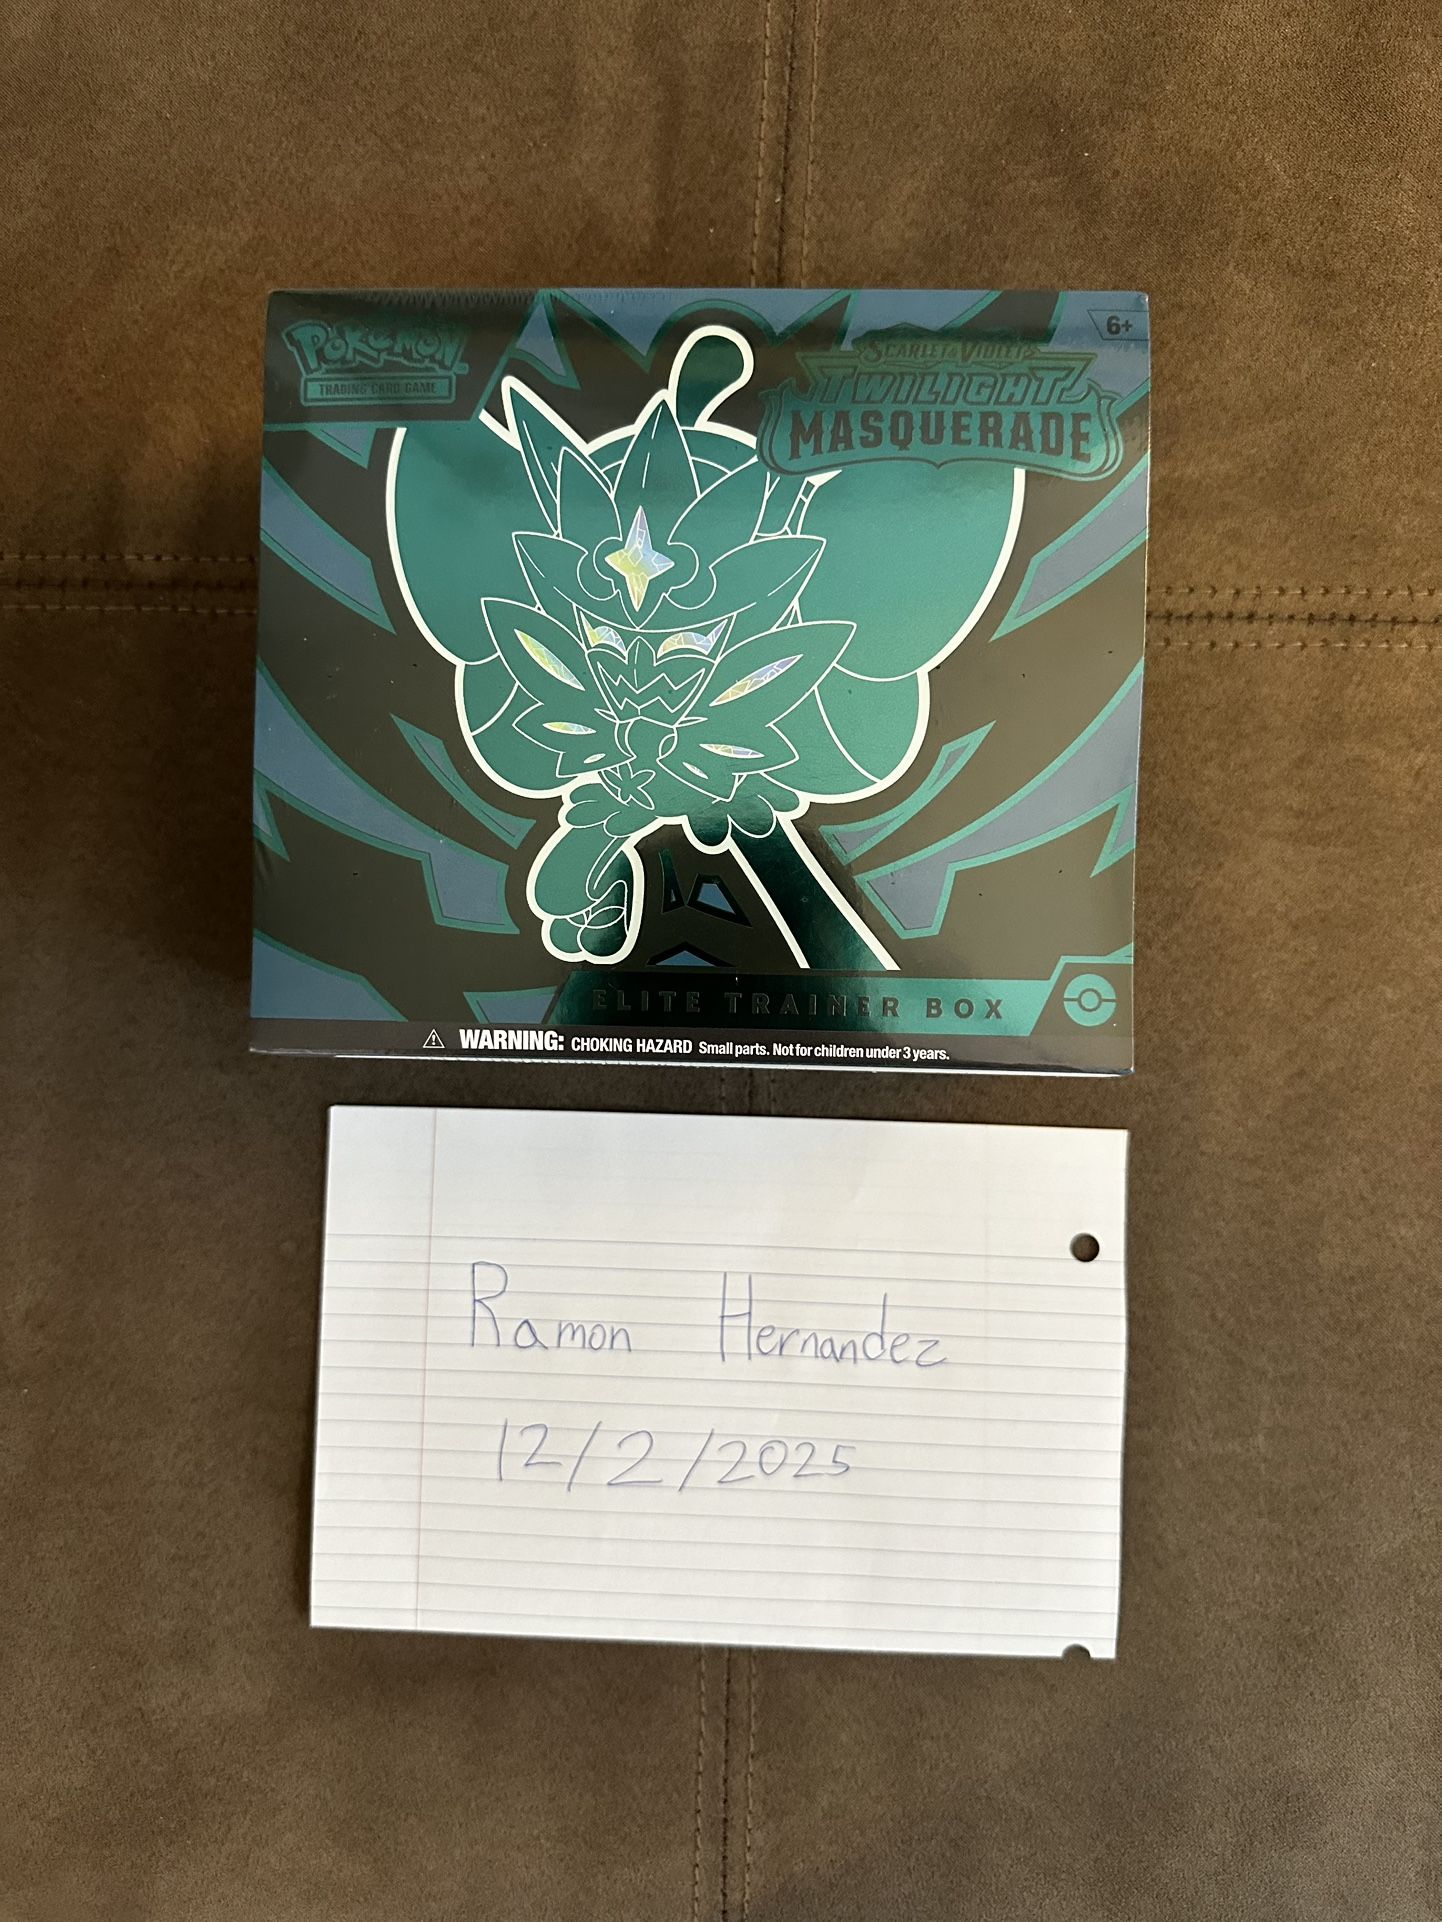 POKÉMON
TRADING CARD GAME
6+
SCARLET & VIOLET
TWILIGHT
MASQUERADE
ELITE TRAINER BOX
WARNING: CHOKING HAZARD Small parts. Not for children under 3 years.
Ramon Hernandez
12/2/2025